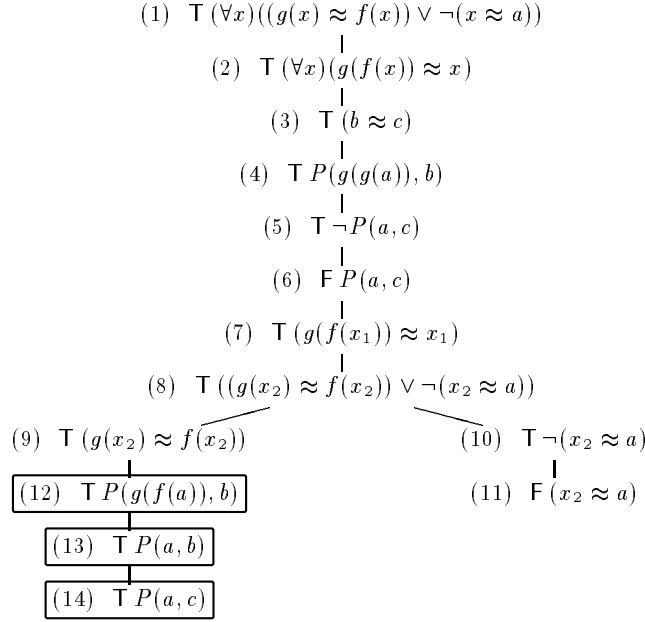 (1) T (∀x)((g(x) ≈ f(x)) ∨ ¬(x ≈ a))
(2) T (∀x)(g(f(x)) ≈ x)
(3) T (b ≈ c)
(4) T P(g(g(a)), b)
(5) T ¬P(a, c)
(6) F P(a, c)
(7) T (g(f(x₁)) ≈ x₁)
(8) T ((g(x₂) ≈ f(x₂)) ∨ ¬(x₂ ≈ a))
(9) T (g(x₂) ≈ f(x₂))
(10) T ¬(x₂ ≈ a)
(12) T P(g(f(a)), b)
(11) F (x₂ ≈ a)
(13) T P(a, b)
(14) T P(a, c)